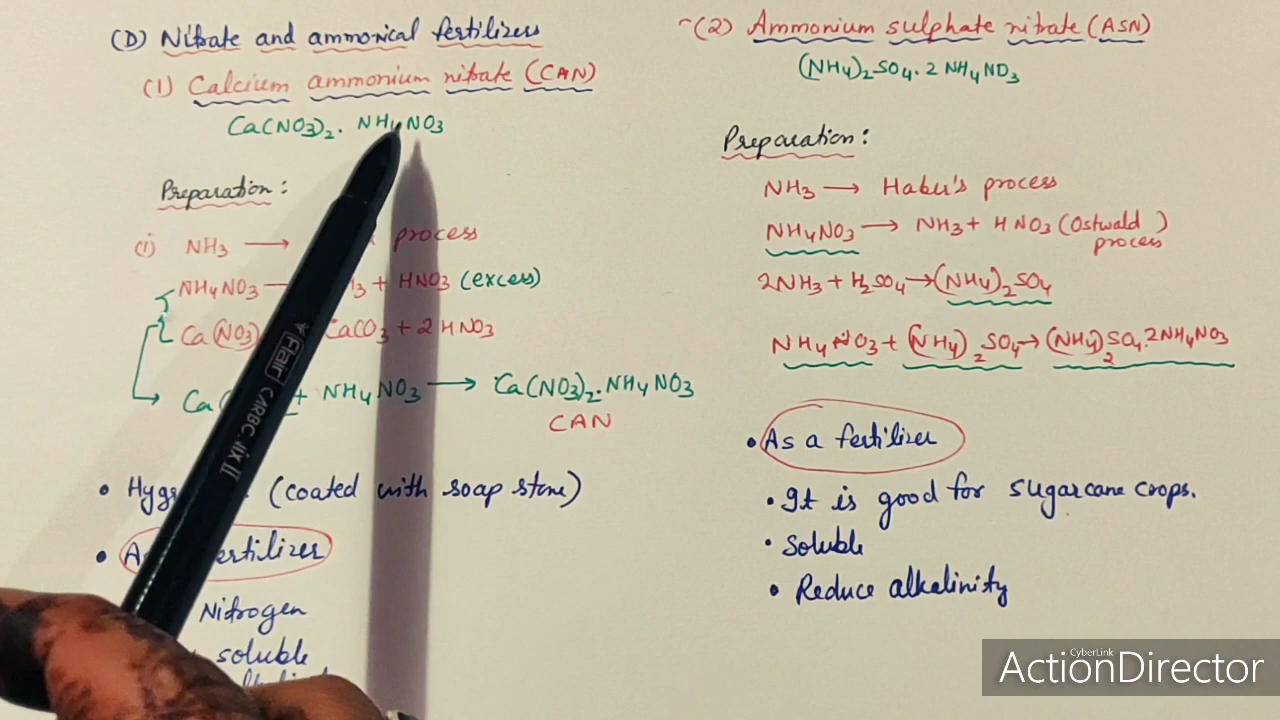 (D) Nitrate and ammonical fertilizers
(1) Calcium ammonium nitrate (CAN)
Ca(NO3)2. NH4NO3
Preparation:
(i) NH3 → process
NH4NO3 + HNO3 (excess)
Ca(NO3) CaCO3 + 2HNO3
Ca + NH4NO3 → Ca(NO3)2.NH4NO3
CAN
• (coated with soap stone)
•
Nitrogen
soluble
(2) Ammonium sulphate nitrate (ASN)
(NH4)2SO4.2NH4NO3
Preparation:
NH3 → Haber's process
NH4NO3 → NH3 + HNO3 (Ostwald process)
2NH3 + H2SO4 → (NH4)2SO4
NH4NO3 + (NH4)2SO4 → (NH4)2SO4.2NH4NO3
• As a fertilizer
• It is good for sugarcane crops.
• Soluble
• Reduce alkalinity
Flair
CyberLink
ActionDirector